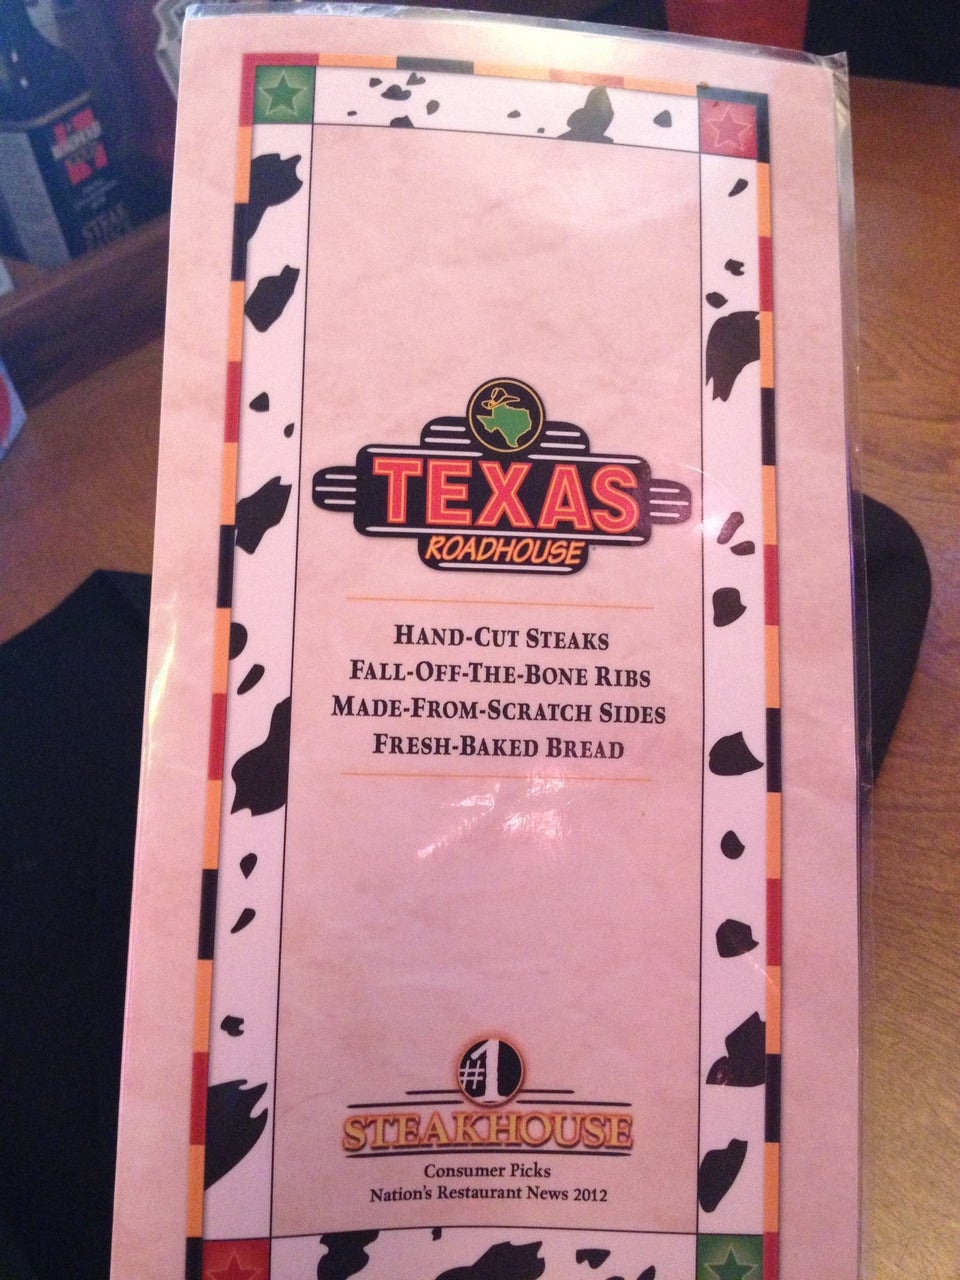 TEXAS
ROADHOUSE
HAND-CUT STEAKS
FALL-OFF-THE-BONE RIBS
MADE-FROM-SCRATCH SIDES
FRESH-BAKED BREAD
#1
STEAKHOUSE
Consumer Picks
Nation's Restaurant News 2012